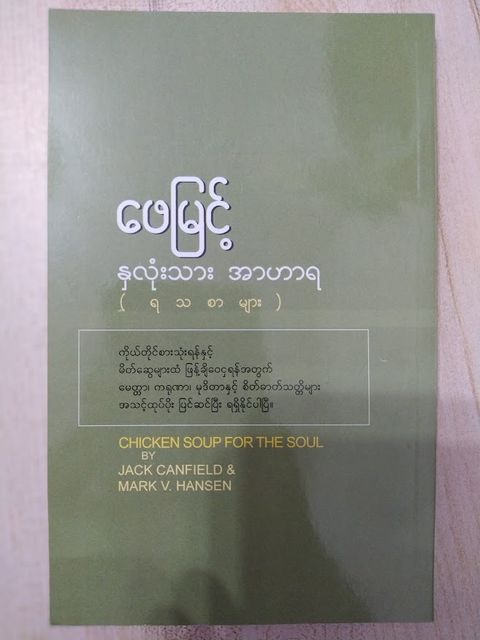 ဖေမြင့်
နှလုံးသား အာဟာရ
( ရ သ စာ များ )
ကိုယ်တိုင်စားသုံးရန်နှင့်
မိတ်ဆွေများထံ ဖြန့်ချိဝေငှရန်အတွက်
မေတ္တာ၊ ကရုဏာ၊ မုဒိတာနှင့် စိတ်ဓာတ်သတ္တိများ
အသင့်ထုပ်ပိုး ပြင်ဆင်ပြီး ရရှိနိုင်ပါပြီ။
CHICKEN SOUP FOR THE SOUL
BY
JACK CANFIELD &
MARK V. HANSEN